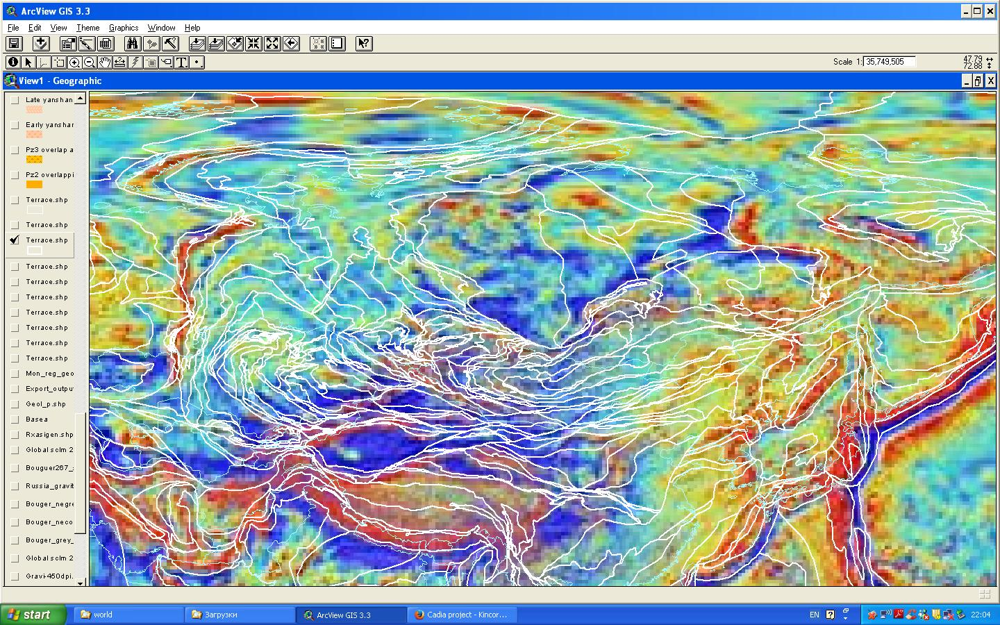 ArcView GIS 3.3
File Edit View Theme Graphics Window Help
Scale 1: 35,749,505
47.79
72.88
View1 - Geographic
Late yanshan
Early yanshar
Pz3 overlap a
Pz2 overlappi
Terrace.shp
Terrace.shp
Terrace.shp
Terrace.shp
Terrace.shp
Terrace.shp
Terrace.shp
Terrace.shp
Terrace.shp
Terrace.shp
Mon_reg_geo
Export_outpu
Geol_p.shp
Basea
Rxasigen.shp
Global sclm 2
Bouguer267_
Russia_gravit
Bouger_negre
Bouger_neco
Bouger_grey_
Global sclm 2
Gravi-450dpi.
start
world
Загрузки
ArcView GIS 3.3
Cadia project - Kincor...
EN
22:04